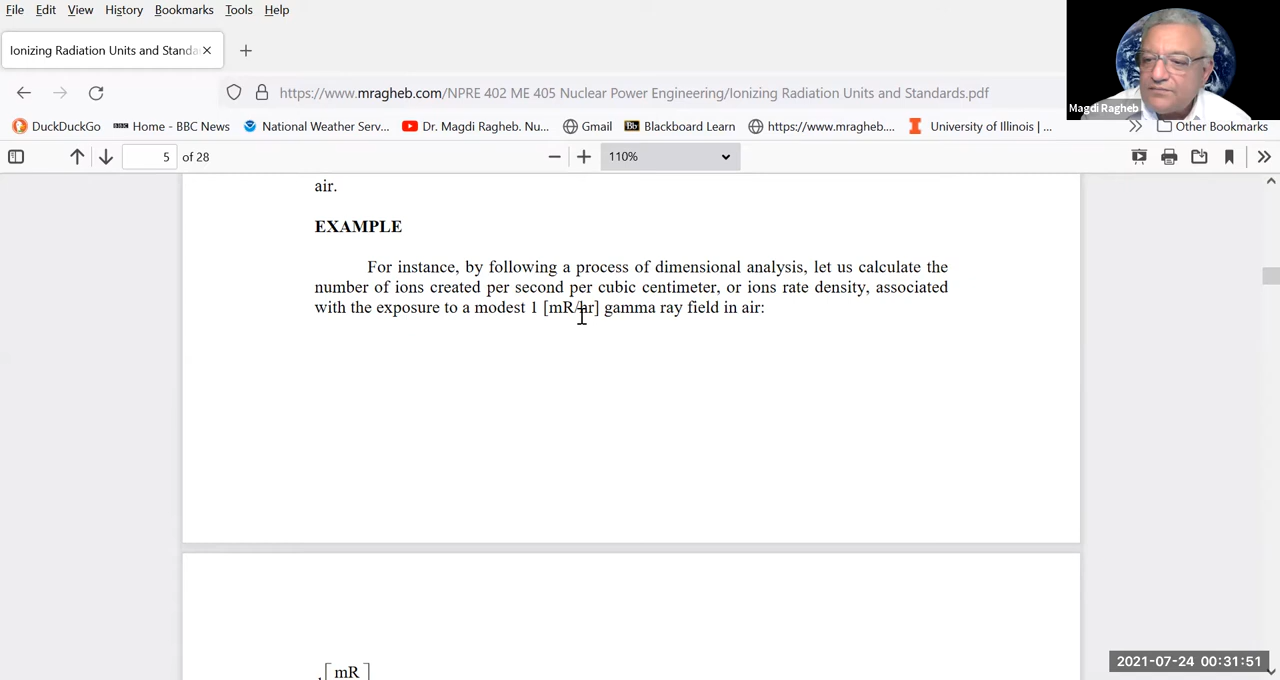 File Edit View History Bookmarks Tools Help
Ionizing Radiation Units and Standa
https://www.mragheb.com/NPRE 402 ME 405 Nuclear Power Engineering/Ionizing Radiation Units and Standards.pdf
Magdi Ragheb
DuckDuckGo BBC Home - BBC News National Weather Serv... Dr. Magdi Ragheb. Nu... Gmail Bb Blackboard Learn https://www.mragheb.... University of Illinois | ... Other Bookmarks
5 of 28 110%
air.
EXAMPLE
For instance, by following a process of dimensional analysis, let us calculate the
number of ions created per second per cubic centimeter, or ions rate density, associated
with the exposure to a modest 1 [mR/hr] gamma ray field in air:
mR
2021-07-24 00:31:51